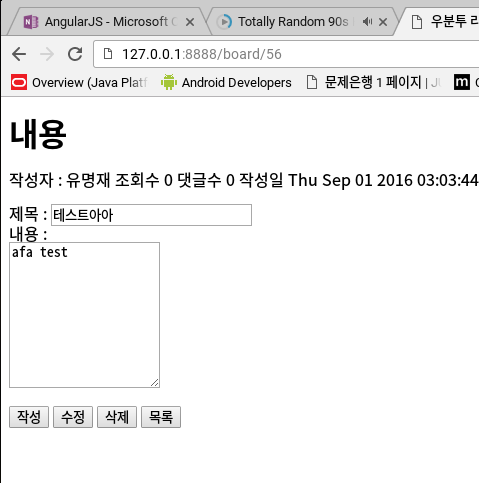 AngularJS - Microsoft
Totally Random 90s
우분투 리
127.0.0.1:8888/board/56
Overview (Java Platf
Android Developers
문제은행 1 페이지 |
Google
내용
작성자 : 유명재 조회수 0 댓글수 0 작성일 Thu Sep 01 2016 03:03:44
제목 : 테스트아아
내용 :
afa test
작성 수정 삭제 목록